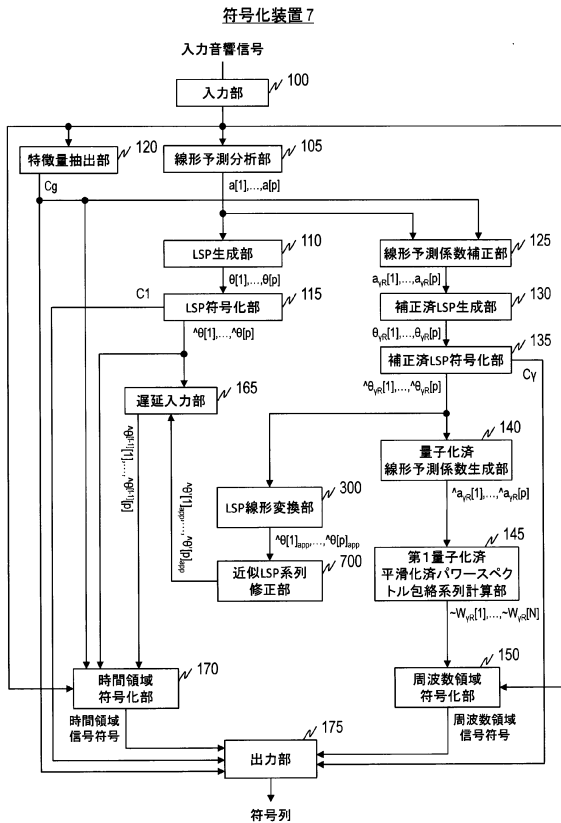 符号化装置7
入力音響信号
入力部
100
特徴量抽出部
120
線形予測分析部
105
Cg
a[1],...,a[p]
LSP生成部
110
線形予測係数補正部
125
θ[1],...,θ[p]
aγR[1],...,aγR[p]
C1
LSP符号化部
115
補正済LSP生成部
130
^θ[1],...,^θ[p]
θγR[1],...,θγR[p]
補正済LSP符号化部
135
Cγ
^θγR[1],...,^θγR[p]
遅延入力部
165
量子化済
線形予測係数生成部
140
^θ[t-1][1],...,^θ[t-1][p]
^θ[1]app,...,^θ[p]app
LSP線形変換部
300
^aγR[1],...,^aγR[p]
^θ[1]app,...,^θ[p]app
近似LSP系列
修正部
700
第1量子化済
平滑化済パワースペク
トル包絡系列計算部
145
~WγR[1],...,~WγR[N]
時間領域
符号化部
170
周波数領域
符号化部
150
時間領域
信号符号
周波数領域
信号符号
出力部
175
符号列